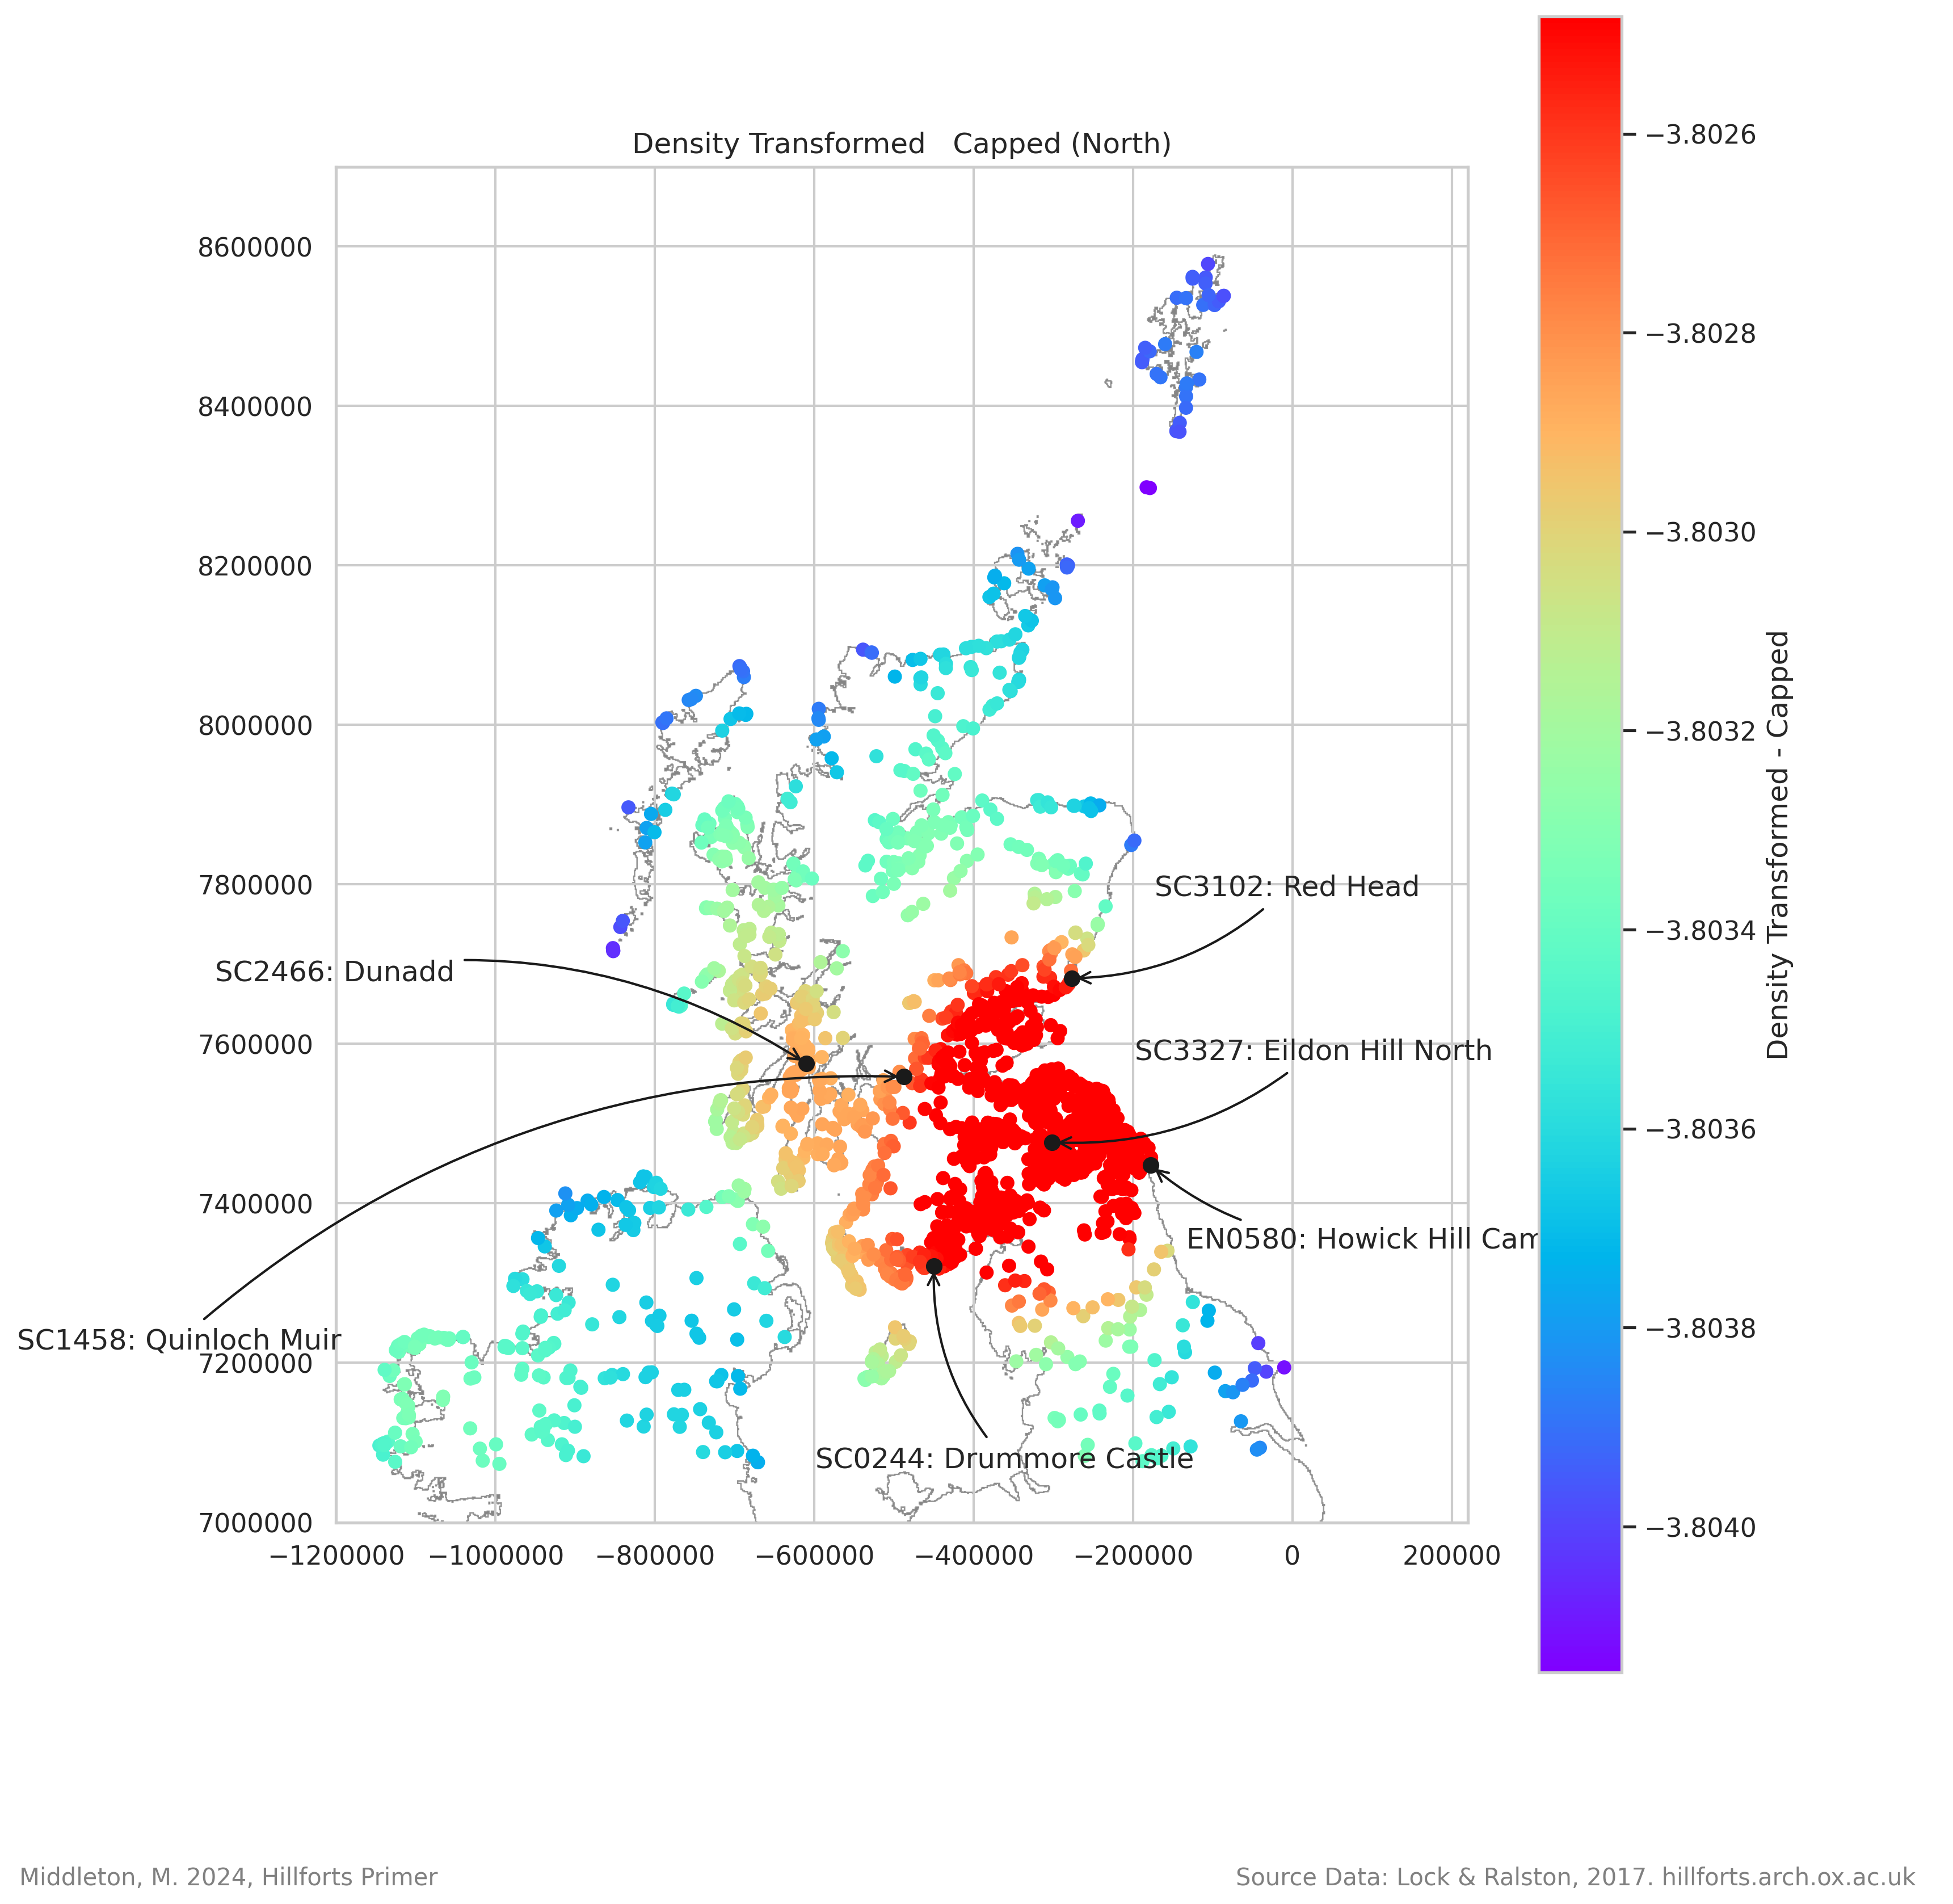 Density Transformed   Capped (North)
8600000
8400000
8200000
8000000
7800000
7600000
7400000
7200000
7000000
−1200000
−1000000
−800000
−600000
−400000
−200000
0
200000
SC3102: Red Head
SC2466: Dunadd
SC3327: Eildon Hill North
EN0580: Howick Hill Cam
SC1458: Quinloch Muir
SC0244: Drummore Castle
−3.8026
−3.8028
−3.8030
−3.8032
−3.8034
−3.8036
−3.8038
−3.8040
Density Transformed - Capped
Middleton, M. 2024, Hillforts Primer
Source Data: Lock & Ralston, 2017. hillforts.arch.ox.ac.uk